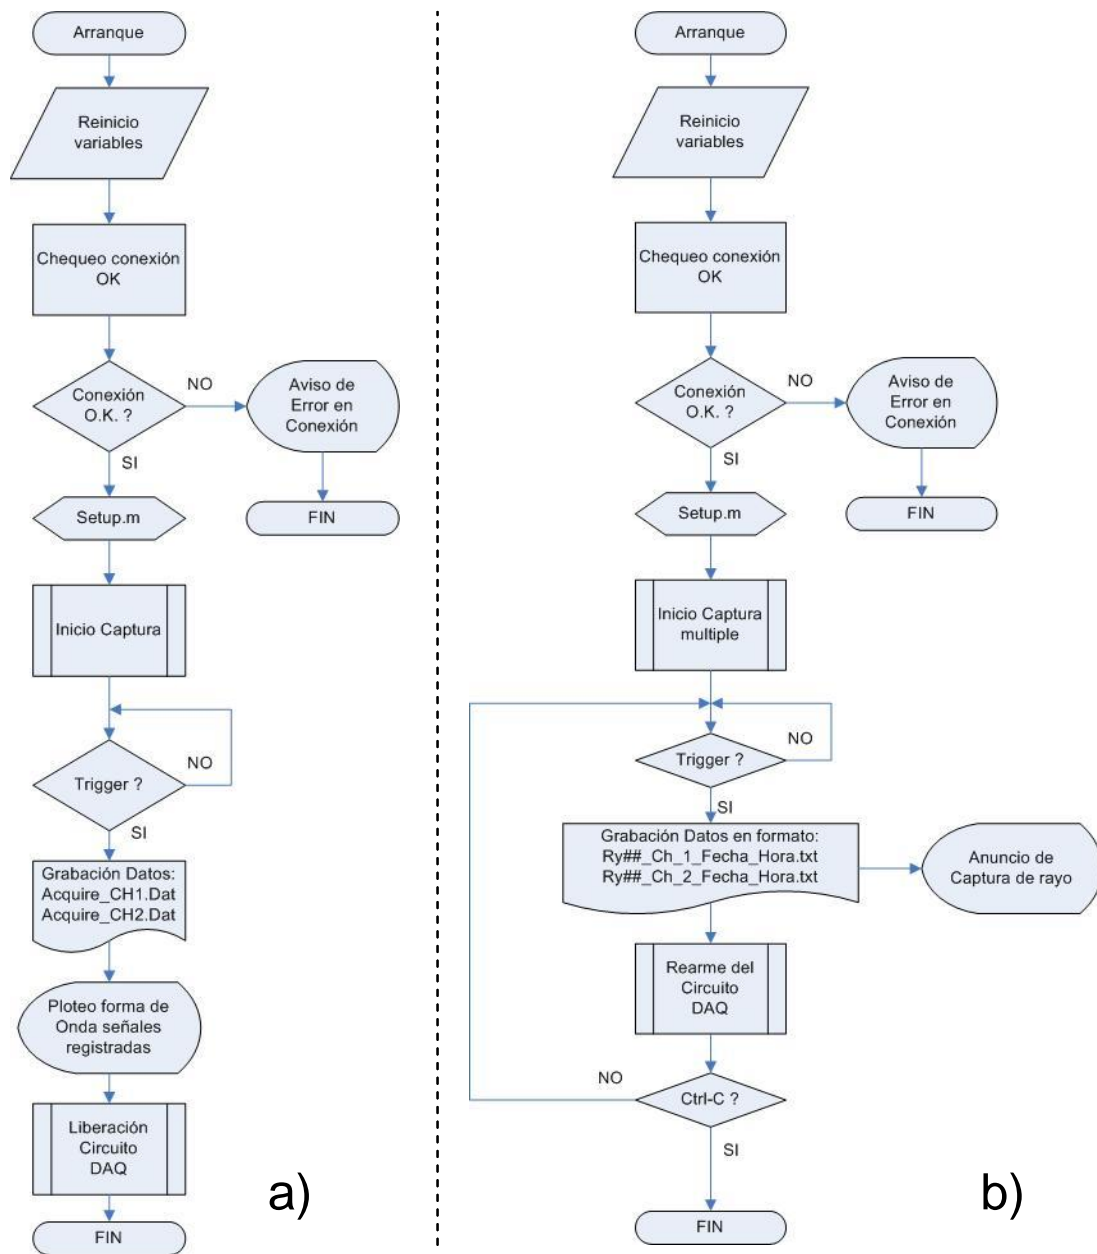 Arranque
Reinicio
variables
Chequeo conexión
OK
Conexión
O.K. ?
NO
Aviso de
Error en
Conexión
SI
FIN
Setup.m
Inicio Captura
Trigger ?
NO
SI
Grabación Datos:
Acquire_CH1.Dat
Acquire_CH2.Dat
Ploteo forma de
Onda señales
registradas
Liberación
Circuito
DAQ
FIN
a)
Arranque
Reinicio
variables
Chequeo conexión
OK
Conexión
O.K. ?
NO
Aviso de
Error en
Conexión
SI
FIN
Setup.m
Inicio Captura
multiple
Trigger ?
NO
SI
Grabación Datos en formato:
Ry##_Ch_1_Fecha_Hora.txt
Ry##_Ch_2_Fecha_Hora.txt
Anuncio de
Captura de rayo
Rearme del
Circuito
DAQ
NO
Ctrl-C ?
SI
FIN
b)